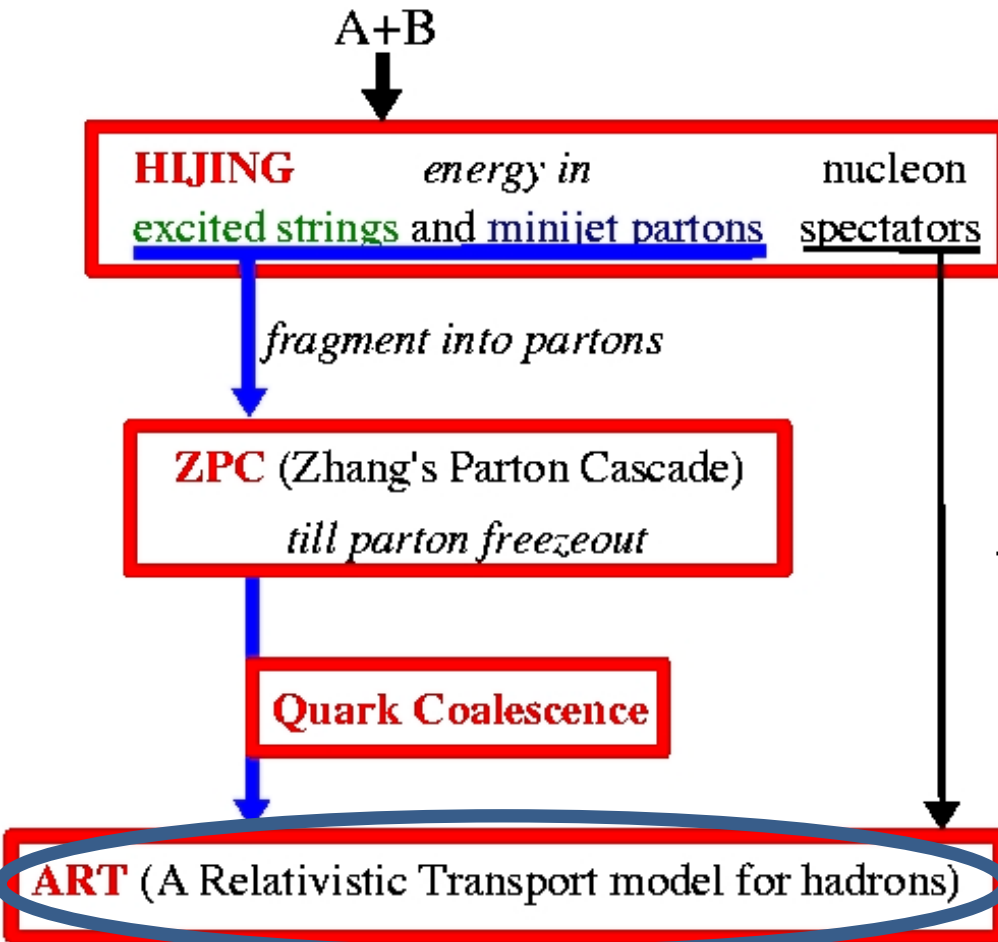 A+B
HIJING energy in nucleon
excited strings and minijet partons spectators
fragment into partons
ZPC (Zhang's Parton Cascade)
till parton freezeout
Quark Coalescence
ART (A Relativistic Transport model for hadrons)